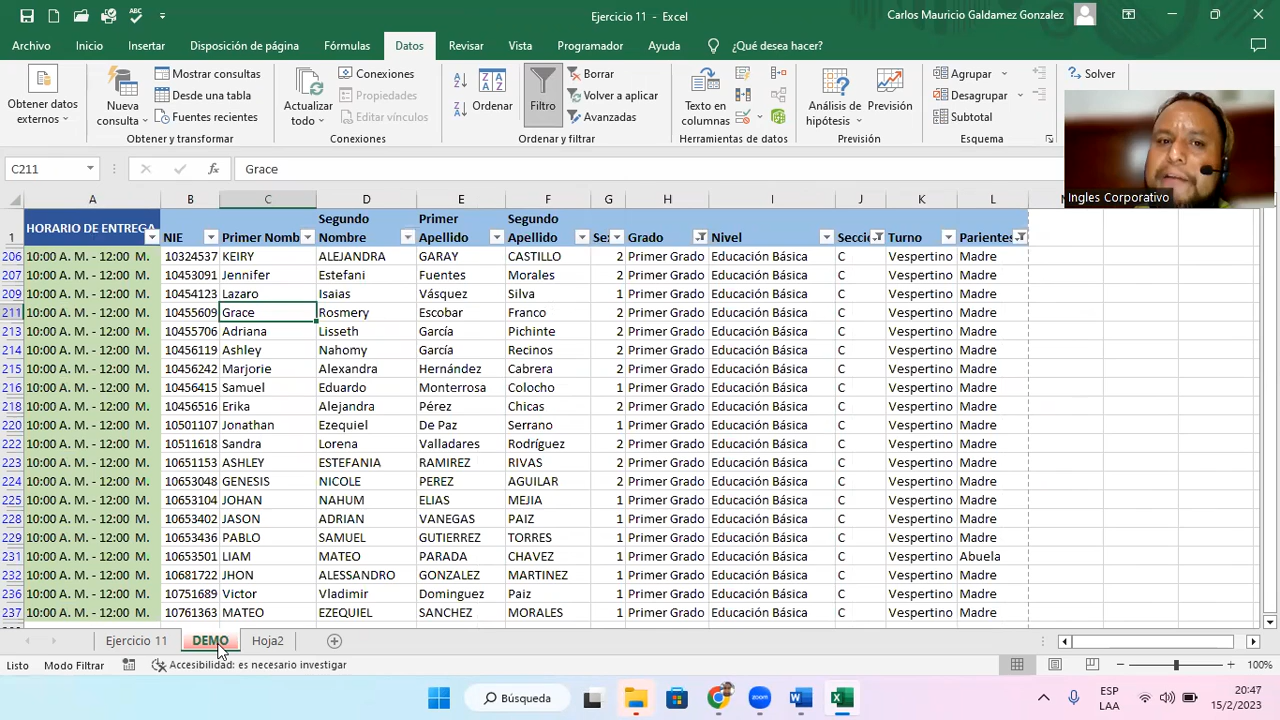 Ejercicio 11 - Excel
Carlos Mauricio Galdamez Gonzalez
Archivo Inicio Insertar Disposición de página Fórmulas Datos Revisar Vista Programador Ayuda ¿Qué desea hacer?
Obtener datos externos
Nueva consulta
Mostrar consultas
Desde una tabla
Fuentes recientes
Obtener y transformar
Actualizar todo
Conexiones
Propiedades
Editar vínculos
Conexiones
Ordenar
Filtro
Borrar
Volver a aplicar
Avanzadas
Ordenar y filtrar
Texto en columnas
Herramientas de datos
Análisis de hipótesis
Previsión
Previsión
Agrupar
Desagrupar
Subtotal
Esquema
Solver
Ingles Corporativo
C211 Grace
A B C D E F G H I J K L
1 HORARIO DE ENTREGA NIE Primer Nomb Segundo Nombre Primer Apellido Segundo Apellido Sex Grado Nivel Secci Turno Parientes
206 10:00 A. M. - 12:00 M. 10324537 KEIRY ALEJANDRA GARAY CASTILLO 2 Primer Grado Educación Básica C Vespertino Madre
207 10:00 A. M. - 12:00 M. 10453091 Jennifer Estefani Fuentes Morales 2 Primer Grado Educación Básica C Vespertino Madre
209 10:00 A. M. - 12:00 M. 10454123 Lazaro Isaias Vásquez Silva 1 Primer Grado Educación Básica C Vespertino Madre
211 10:00 A. M. - 12:00 M. 10455609 Grace Rosmery Escobar Franco 2 Primer Grado Educación Básica C Vespertino Madre
213 10:00 A. M. - 12:00 M. 10455706 Adriana Lisseth García Pichinte 2 Primer Grado Educación Básica C Vespertino Madre
214 10:00 A. M. - 12:00 M. 10456119 Ashley Nahomy García Recinos 2 Primer Grado Educación Básica C Vespertino Madre
215 10:00 A. M. - 12:00 M. 10456242 Marjorie Alexandra Hernández Cabrera 2 Primer Grado Educación Básica C Vespertino Madre
216 10:00 A. M. - 12:00 M. 10456415 Samuel Eduardo Monterrosa Colocho 1 Primer Grado Educación Básica C Vespertino Madre
218 10:00 A. M. - 12:00 M. 10456516 Erika Alejandra Pérez Chicas 2 Primer Grado Educación Básica C Vespertino Madre
220 10:00 A. M. - 12:00 M. 10501107 Jonathan Ezequiel De Paz Serrano 1 Primer Grado Educación Básica C Vespertino Madre
222 10:00 A. M. - 12:00 M. 10511618 Sandra Lorena Valladares Rodríguez 2 Primer Grado Educación Básica C Vespertino Madre
223 10:00 A. M. - 12:00 M. 10651153 ASHLEY ESTEFANIA RAMIREZ RIVAS 2 Primer Grado Educación Básica C Vespertino Madre
224 10:00 A. M. - 12:00 M. 10653048 GENESIS NICOLE PEREZ AGUILAR 2 Primer Grado Educación Básica C Vespertino Madre
225 10:00 A. M. - 12:00 M. 10653104 JOHAN NAHUM ELIAS MEJIA 1 Primer Grado Educación Básica C Vespertino Madre
228 10:00 A. M. - 12:00 M. 10653402 JASON ADRIAN VANEGAS PAIZ 1 Primer Grado Educación Básica C Vespertino Madre
229 10:00 A. M. - 12:00 M. 10653436 PABLO SAMUEL GUTIERREZ TORRES 1 Primer Grado Educación Básica C Vespertino Madre
231 10:00 A. M. - 12:00 M. 10653501 LIAM MATEO PARADA CHAVEZ 1 Primer Grado Educación Básica C Vespertino Abuela
232 10:00 A. M. - 12:00 M. 10681722 JHON ALESSANDRO GONZALEZ MARTINEZ 1 Primer Grado Educación Básica C Vespertino Madre
236 10:00 A. M. - 12:00 M. 10751689 Victor Vladimir Dominguez Paiz 1 Primer Grado Educación Básica C Vespertino Madre
237 10:00 A. M. - 12:00 M. 10761363 MATEO EZEQUIEL SANCHEZ MORALES 1 Primer Grado Educación Básica C Vespertino Madre
Ejercicio 11 DEMO Hoja2
Listo Modo Filtrar Accesibilidad: es necesario investigar 100%
Búsqueda
ESP
LAA
20:47
15/2/2023